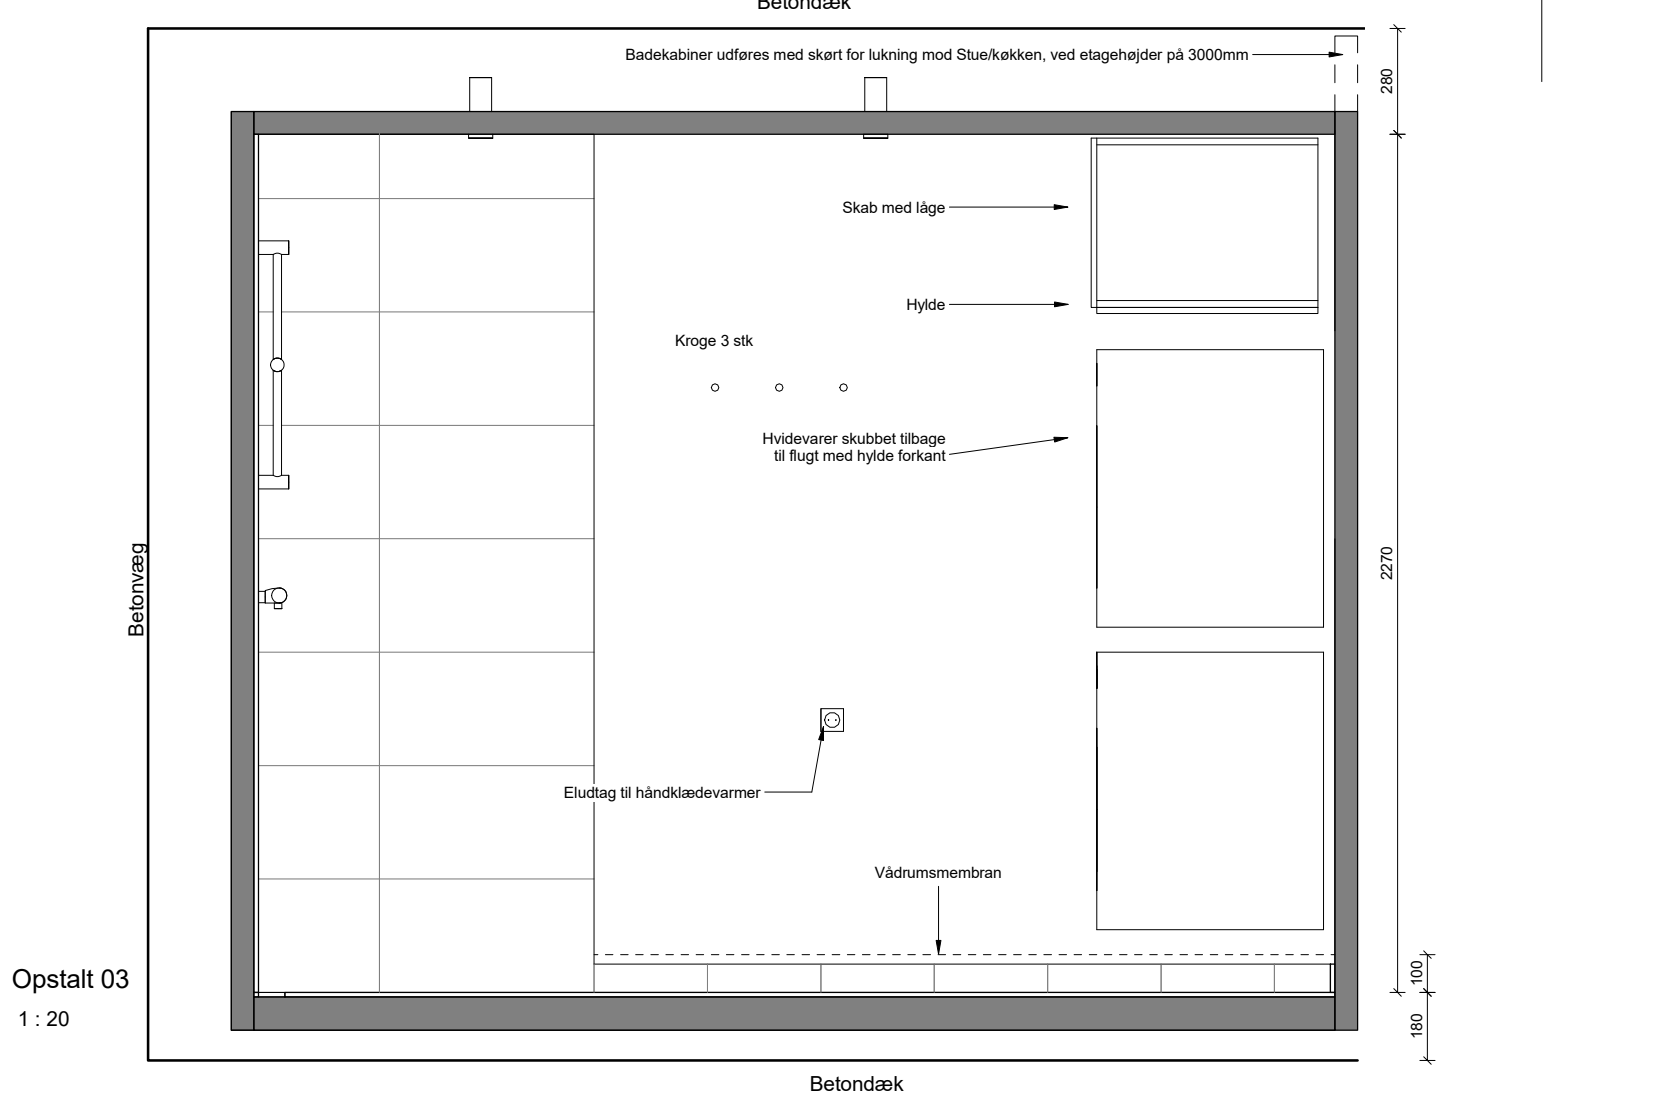 Betondæk
Badekabiner udføres med skørt for lukning mod Stue/køkken, ved etagehøjder på 3000mm
280
Skab med låge
Hylde
Kroge 3 stk
Hvidevarer skubbet tilbage
til flugt med hylde forkant
Betonvæg
2270
Eludtag til håndklædevarmer
Vådrumsmembran
Opstalt 03
1 : 20
100
180
Betondæk